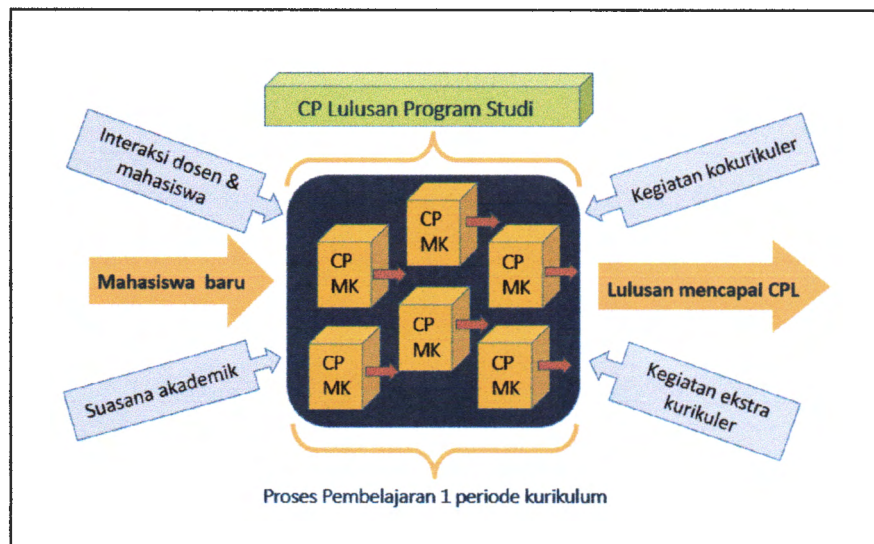 CP Lulusan Program Studi
Interaksi dosen &
mahasiswa
Kegiatan kokurikuler
CP
MK
CP
MK
CP
MK
Mahasiswa baru
Lulusan mencapai CPL
CP
MK
CP
MK
CP
MK
Suasana akademik
Kegiatan ekstra
kurikuler
Proses Pembelajaran 1 periode kurikulum